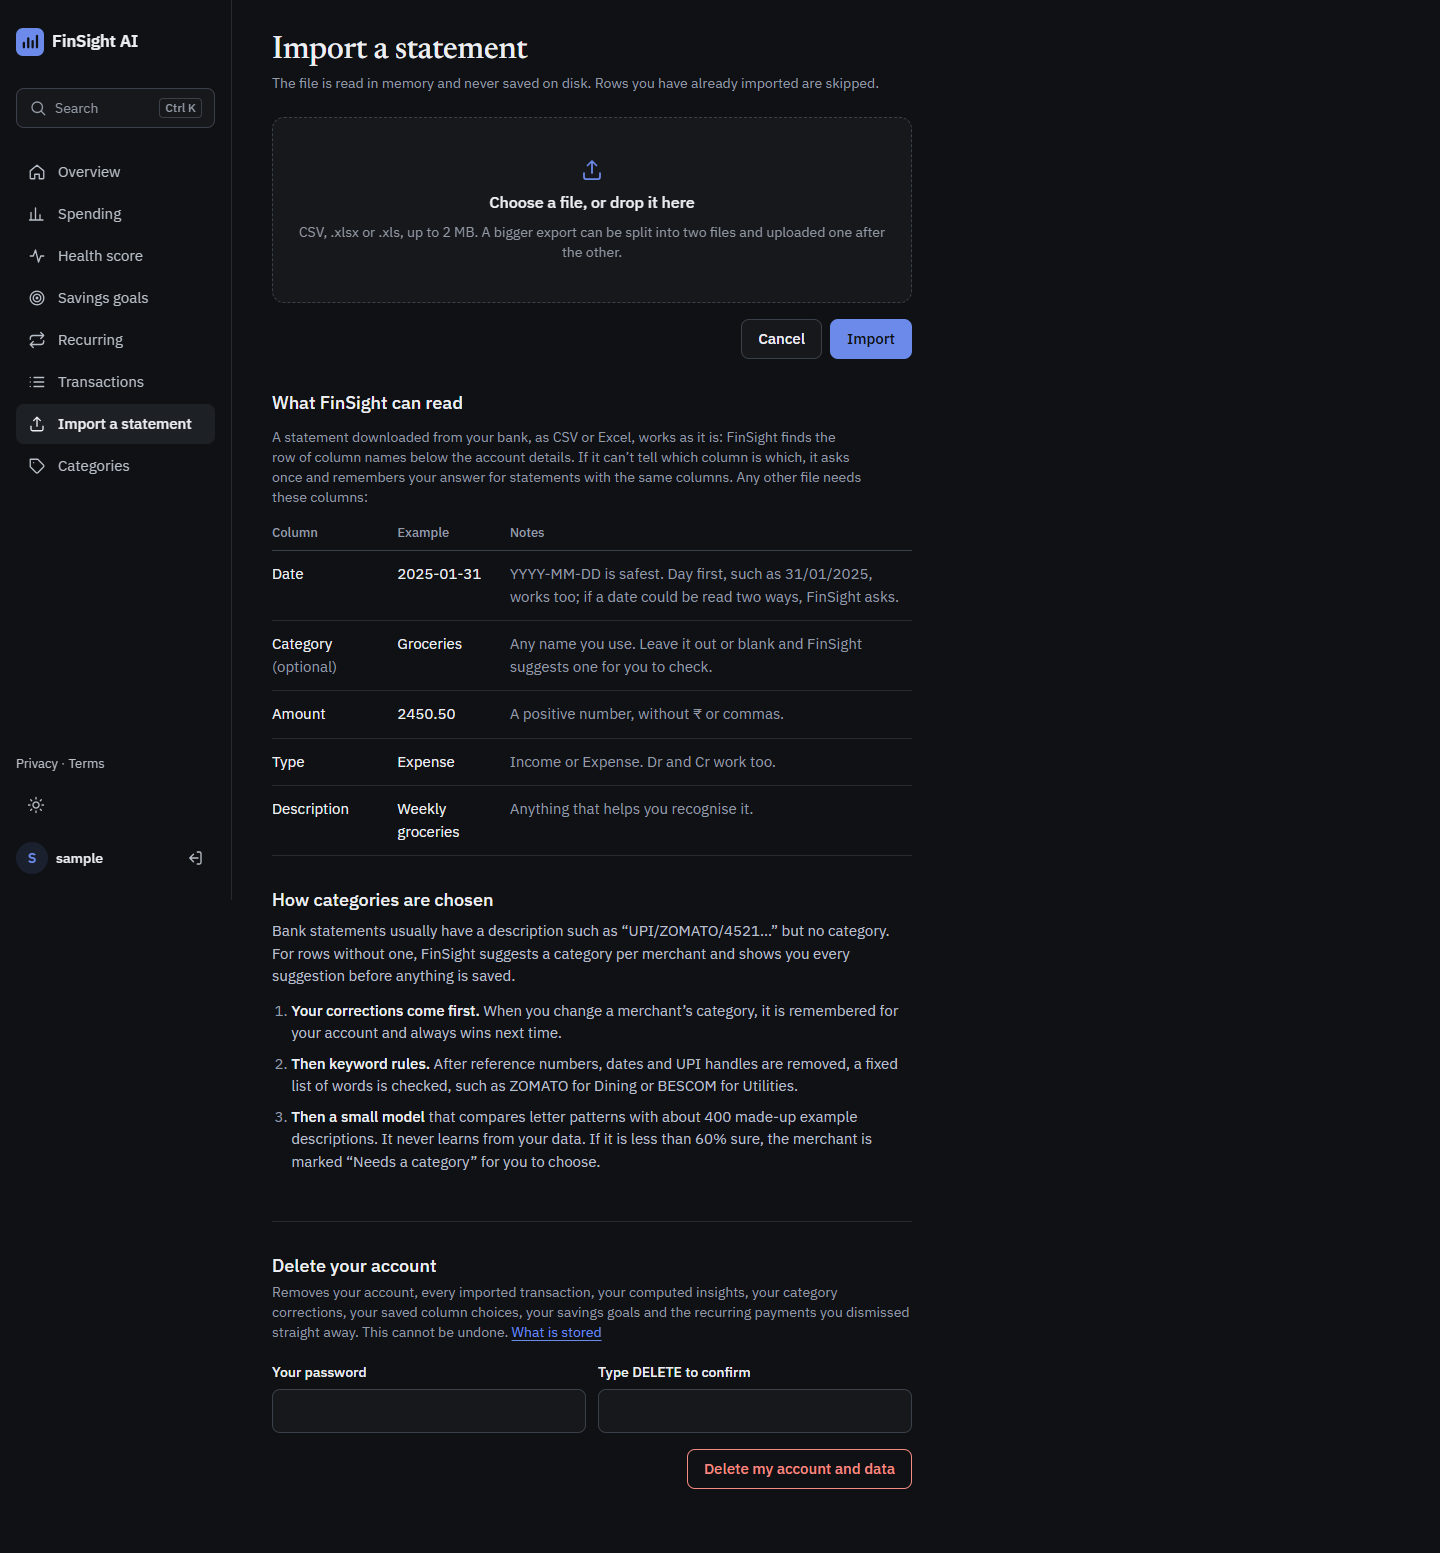 FinSight AI
Search
Ctrl K
Overview
Spending
Health score
Savings goals
Recurring
Transactions
Import a statement
Categories
Privacy · Terms
S
sample
Import a statement
The file is read in memory and never saved on disk. Rows you have already imported are skipped.
Choose a file, or drop it here
CSV, .xlsx or .xls, up to 2 MB. A bigger export can be split into two files and uploaded one after
the other.
Cancel
Import
What FinSight can read
A statement downloaded from your bank, as CSV or Excel, works as it is: FinSight finds the
row of column names below the account details. If it can’t tell which column is which, it asks
once and remembers your answer for statements with the same columns. Any other file needs
these columns:
Column Example Notes
Date 2025-01-31 YYYY-MM-DD is safest. Day first, such as 31/01/2025,
works too; if a date could be read two ways, FinSight asks.
Category Groceries Any name you use. Leave it out or blank and FinSight
(optional) suggests one for you to check.
Amount 2450.50 A positive number, without ₹ or commas.
Type Expense Income or Expense. Dr and Cr work too.
Description Weekly Anything that helps you recognise it.
groceries
How categories are chosen
Bank statements usually have a description such as “UPI/ZOMATO/4521…” but no category.
For rows without one, FinSight suggests a category per merchant and shows you every
suggestion before anything is saved.
1. Your corrections come first. When you change a merchant’s category, it is remembered for
your account and always wins next time.
2. Then keyword rules. After reference numbers, dates and UPI handles are removed, a fixed
list of words is checked, such as ZOMATO for Dining or BESCOM for Utilities.
3. Then a small model that compares letter patterns with about 400 made-up example
descriptions. It never learns from your data. If it is less than 60% sure, the merchant is
marked “Needs a category” for you to choose.
Delete your account
Removes your account, every imported transaction, your computed insights, your category
corrections, your saved column choices, your savings goals and the recurring payments you dismissed
straight away. This cannot be undone. What is stored
Your password
Type DELETE to confirm
Delete my account and data